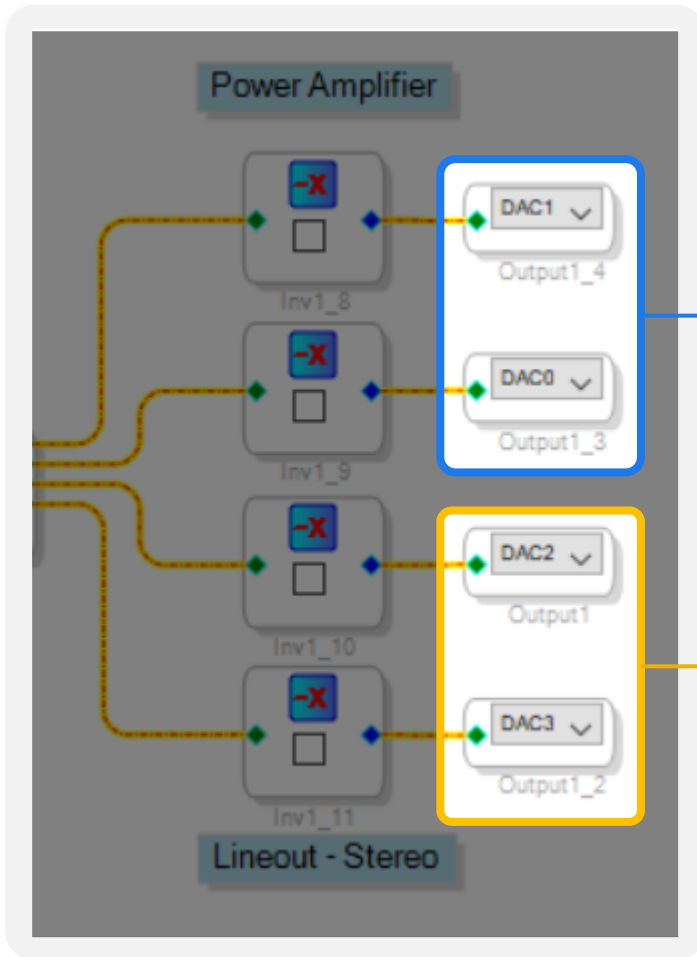 Power Amplifier
-X
DAC1
Inv1_8
Output1_4
-X
DAC0
Inv1_9
Output1_3
-X
DAC2
Inv1_10
Output1
-X
DAC3
Inv1_11
Output1_2
Lineout - Stereo